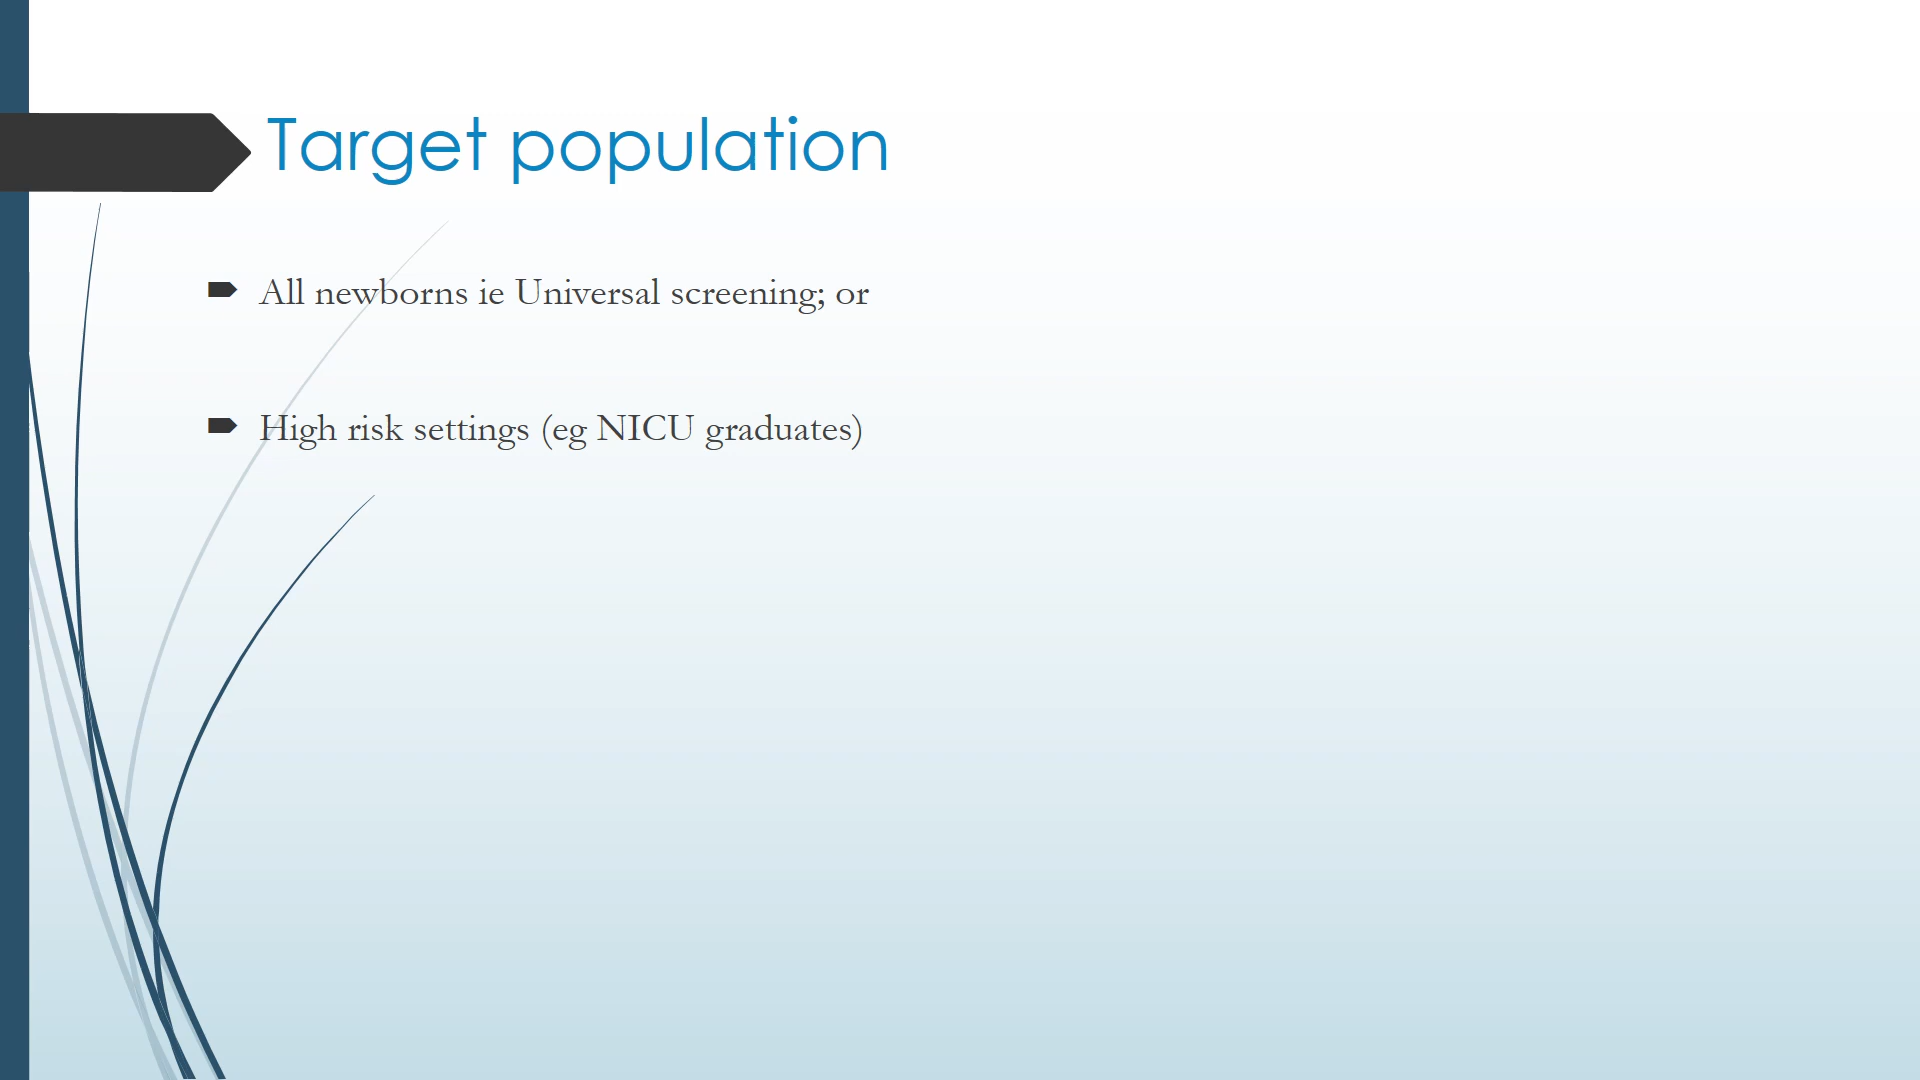 Target population
All newborns ie Universal screening; or
High risk settings (eg NICU graduates)